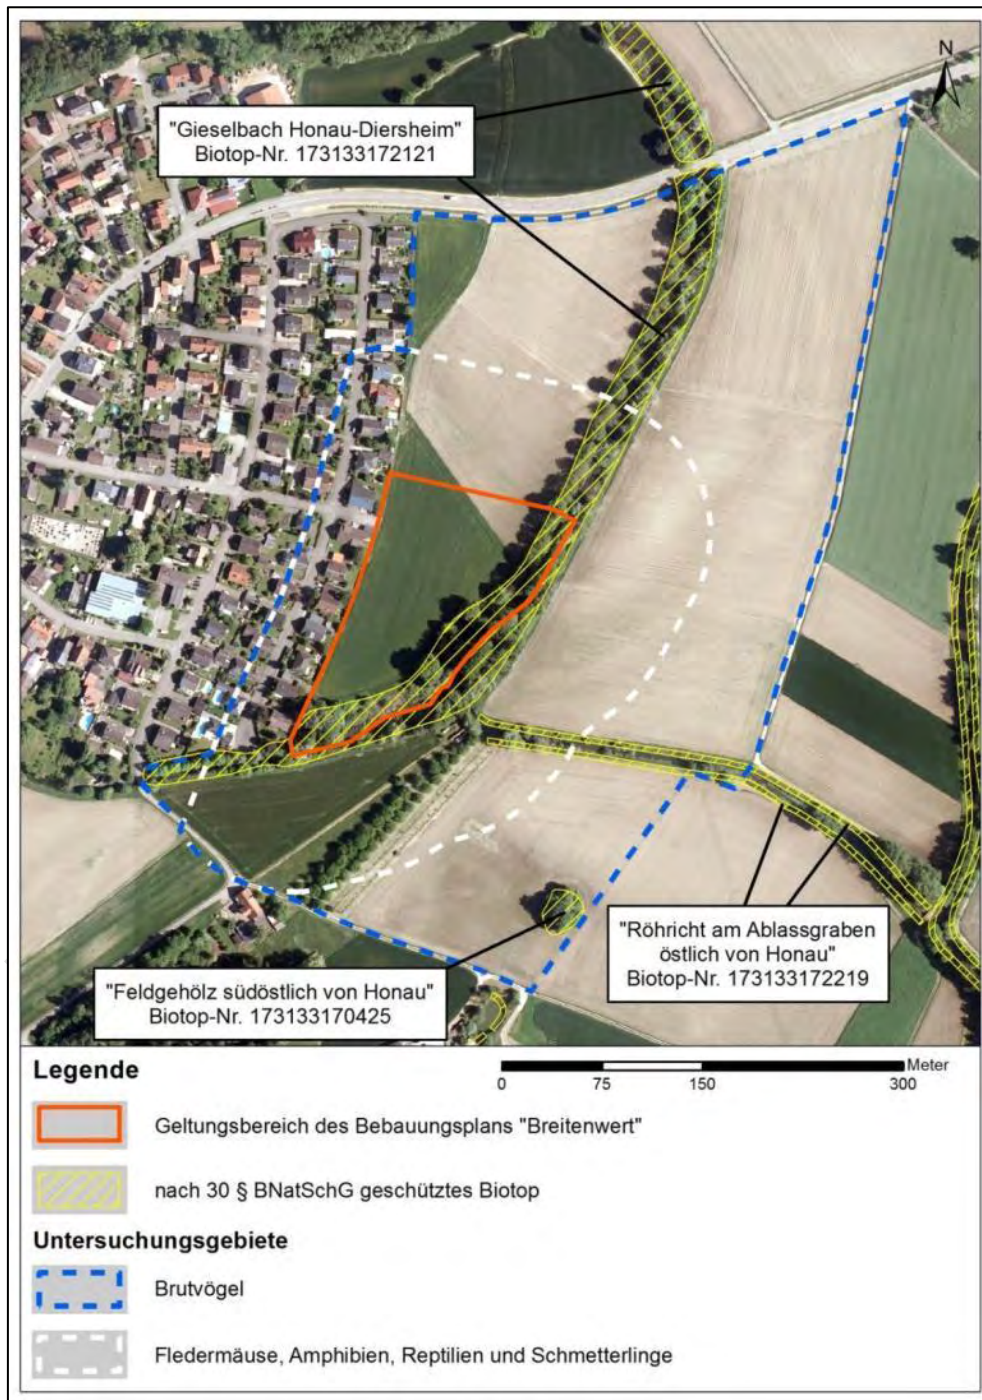 N
"Gieselbach Honau-Diersheim"
Biotop-Nr. 173133172121
"Röhricht am Ablassgraben
östlich von Honau"
Biotop-Nr. 173133172219
"Feldgehölz südöstlich von Honau"
Biotop-Nr. 173133170425
Legende
Meter
0 75 150 300
Geltungsbereich des Bebauungsplans "Breitenwert"
nach 30 § BNatSchG geschütztes Biotop
Untersuchungsgebiete
Brutvögel
Fledermäuse, Amphibien, Reptilien und Schmetterlinge